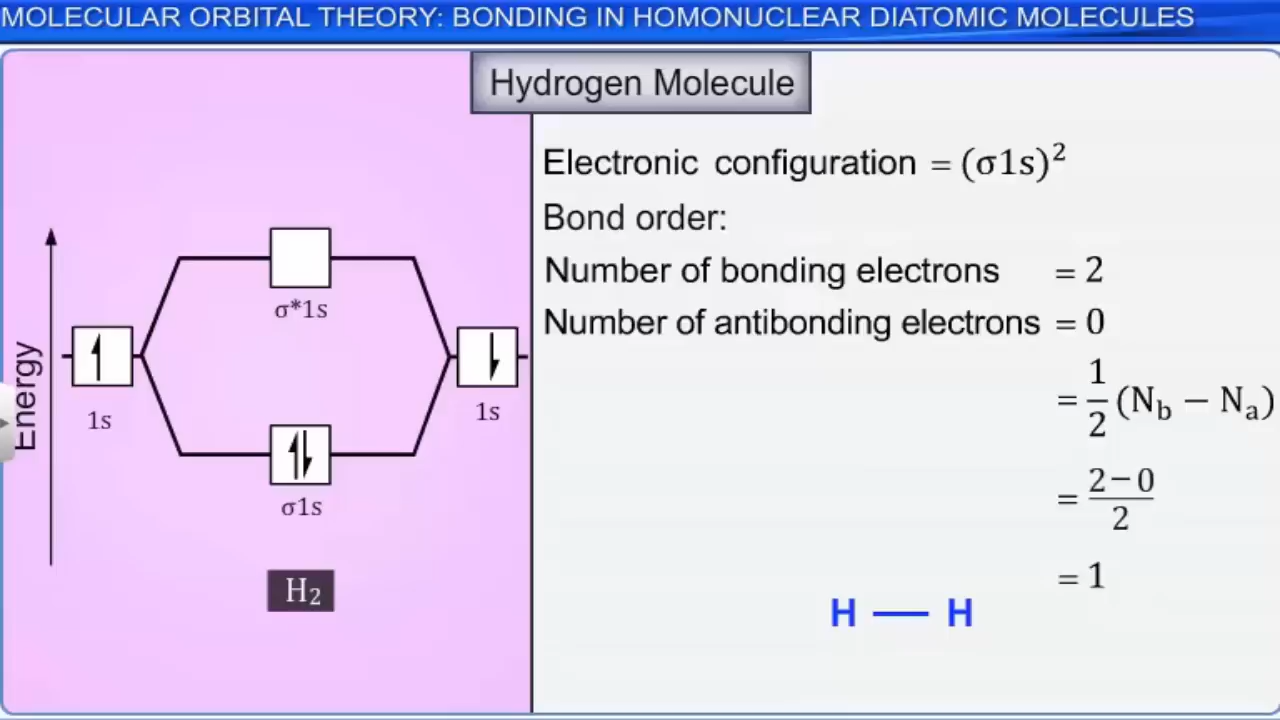 MOLECULAR ORBITAL THEORY: BONDING IN HOMONUCLEAR DIATOMIC MOLECULES
Hydrogen Molecule
Energy
σ*1s
1s
1s
σ1s
H₂
Electronic configuration = (σ1s)²
Bond order:
Number of bonding electrons = 2
Number of antibonding electrons = 0
= 1/2 (N_b − N_a)
= 2−0/2
= 1
H — H